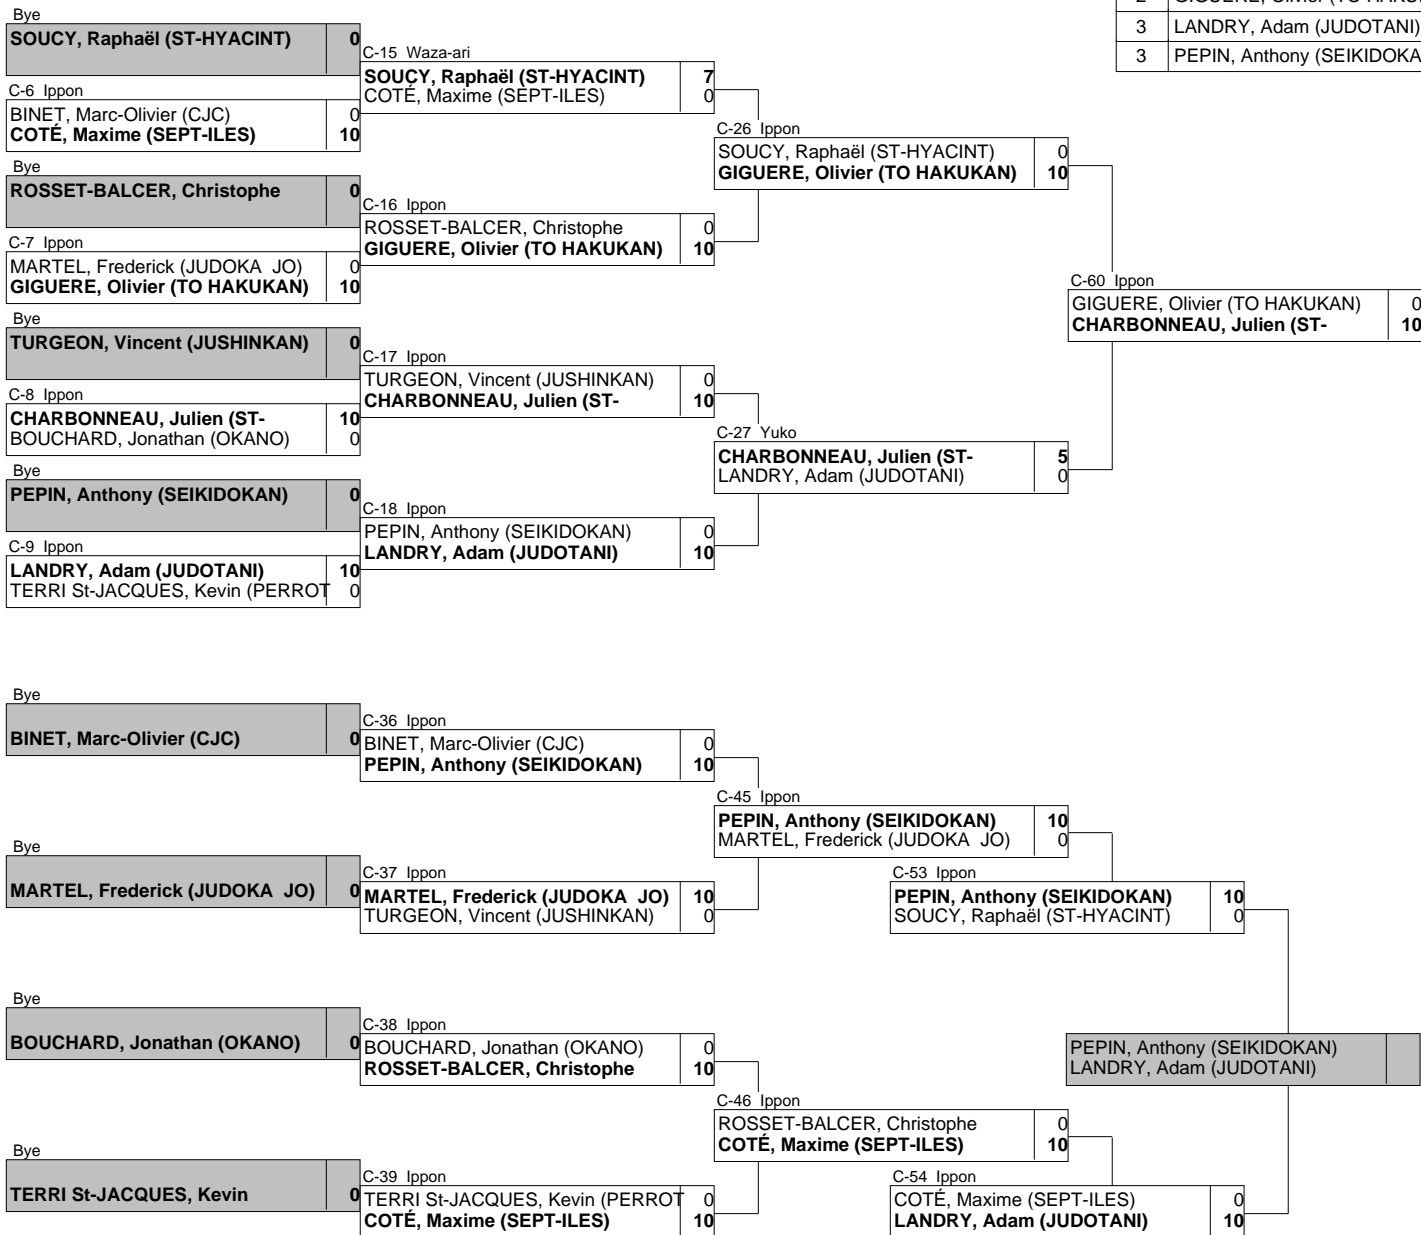 2 GIGUERE, Olivier (TO HAKU
3 LANDRY, Adam (JUDOTANI)
3 PEPIN, Anthony (SEIKIDOKA
Bye
SOUCY, Raphaël (ST-HYACINT) 0
C-6 Ippon
BINET, Marc-Olivier (CJC) 0
COTÉ, Maxime (SEPT-ILES) 10
Bye
ROSSET-BALCER, Christophe 0
C-7 Ippon
MARTEL, Frederick (JUDOKA JO) 0
GIGUERE, Olivier (TO HAKUKAN) 10
Bye
TURGEON, Vincent (JUSHINKAN) 0
C-8 Ippon
CHARBONNEAU, Julien (ST- 10
BOUCHARD, Jonathan (OKANO) 0
Bye
PEPIN, Anthony (SEIKIDOKAN) 0
C-9 Ippon
LANDRY, Adam (JUDOTANI) 10
TERRI St-JACQUES, Kevin (PERROT 0
C-15 Waza-ari
SOUCY, Raphaël (ST-HYACINT) 7
COTÉ, Maxime (SEPT-ILES) 0
C-16 Ippon
ROSSET-BALCER, Christophe 0
GIGUERE, Olivier (TO HAKUKAN) 10
C-17 Ippon
TURGEON, Vincent (JUSHINKAN) 0
CHARBONNEAU, Julien (ST- 10
C-18 Ippon
PEPIN, Anthony (SEIKIDOKAN) 0
LANDRY, Adam (JUDOTANI) 10
C-26 Ippon
SOUCY, Raphaël (ST-HYACINT) 0
GIGUERE, Olivier (TO HAKUKAN) 10
C-27 Yuko
CHARBONNEAU, Julien (ST- 5
LANDRY, Adam (JUDOTANI) 0
C-60 Ippon
GIGUERE, Olivier (TO HAKUKAN) 0
CHARBONNEAU, Julien (ST- 10
Bye
BINET, Marc-Olivier (CJC) 0
Bye
MARTEL, Frederick (JUDOKA JO) 0
Bye
BOUCHARD, Jonathan (OKANO) 0
Bye
TERRI St-JACQUES, Kevin 0
C-36 Ippon
BINET, Marc-Olivier (CJC) 0
PEPIN, Anthony (SEIKIDOKAN) 10
C-37 Ippon
MARTEL, Frederick (JUDOKA JO) 10
TURGEON, Vincent (JUSHINKAN) 0
C-38 Ippon
BOUCHARD, Jonathan (OKANO) 0
ROSSET-BALCER, Christophe 10
C-39 Ippon
TERRI St-JACQUES, Kevin (PERROT 0
COTÉ, Maxime (SEPT-ILES) 10
C-45 Ippon
PEPIN, Anthony (SEIKIDOKAN) 10
MARTEL, Frederick (JUDOKA JO) 0
C-46 Ippon
ROSSET-BALCER, Christophe 0
COTÉ, Maxime (SEPT-ILES) 10
C-53 Ippon
PEPIN, Anthony (SEIKIDOKAN) 10
SOUCY, Raphaël (ST-HYACINT) 0
C-54 Ippon
COTÉ, Maxime (SEPT-ILES) 0
LANDRY, Adam (JUDOTANI) 10
PEPIN, Anthony (SEIKIDOKAN)
LANDRY, Adam (JUDOTANI)